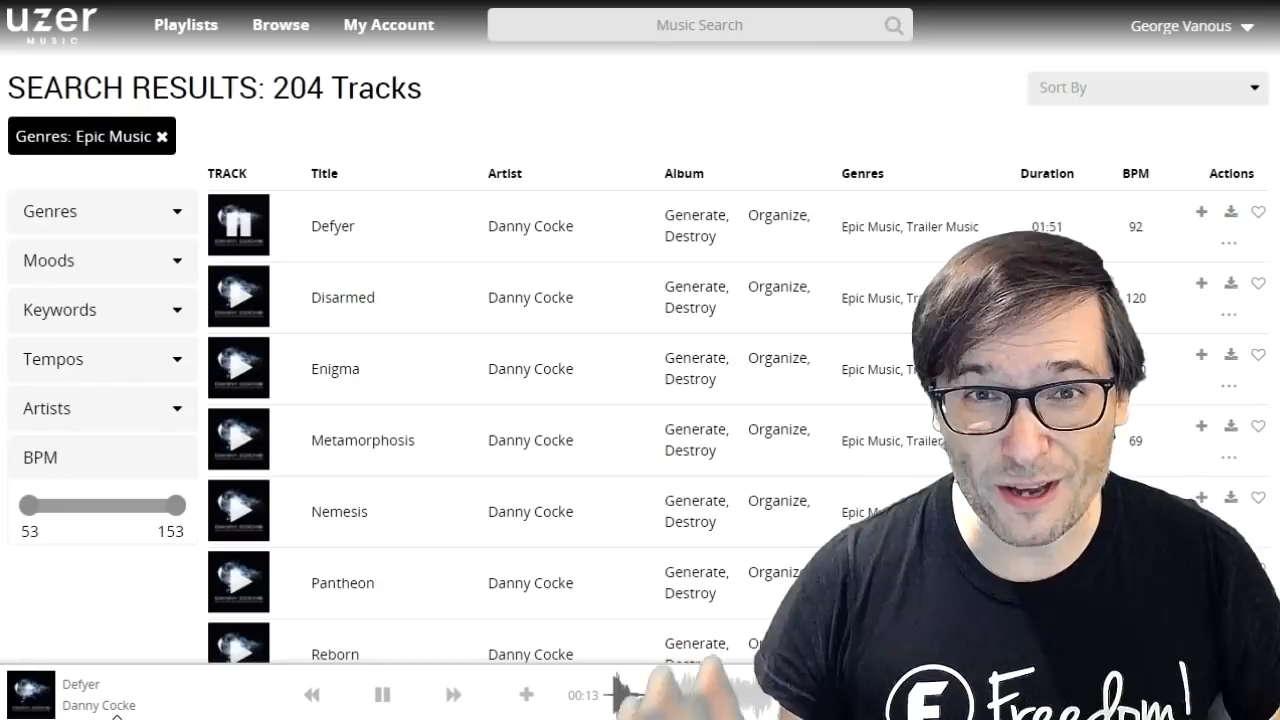 uzer
MUSIC
Playlists Browse My Account
Music Search
George Vanous
SEARCH RESULTS: 204 Tracks
Sort By
Genres: Epic Music ×
Genres
Moods
Keywords
Tempos
Artists
BPM
53 153
TRACK Title Artist Album Genres Duration BPM Actions
Defyer Danny Cocke Generate, Organize, Destroy Epic Music, Trailer Music 01:51 92
Disarmed Danny Cocke Generate, Organize, Destroy Epic Music, 120
Enigma Danny Cocke Generate, Organize, Destroy Epic Music,
Metamorphosis Danny Cocke Generate, Organize, Destroy Epic Music, Trailer 69
Nemesis Danny Cocke Generate, Organize, Destroy
Pantheon Danny Cocke Generate, Destroy
Reborn Danny Cocke Generate,
Defyer
Danny Cocke
00:13
Freedom!